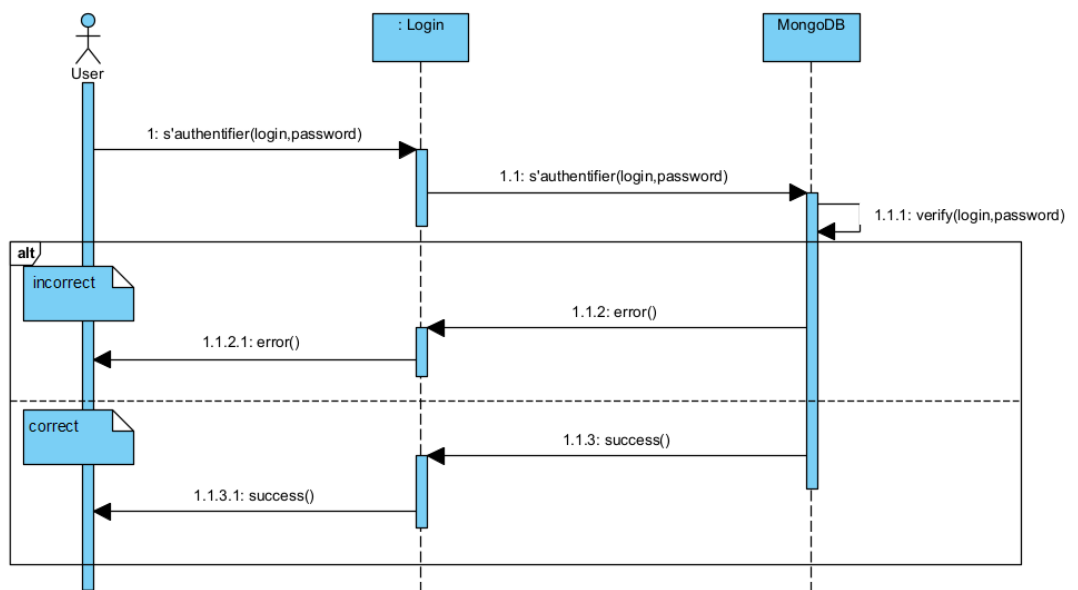 : Login
MongoDB
User
1: s'authentifier(login,password)
1.1: s'authentifier(login,password)
1.1.1: verify(login,password)
alt
incorrect
1.1.2: error()
1.1.2.1: error()
correct
1.1.3: success()
1.1.3.1: success()